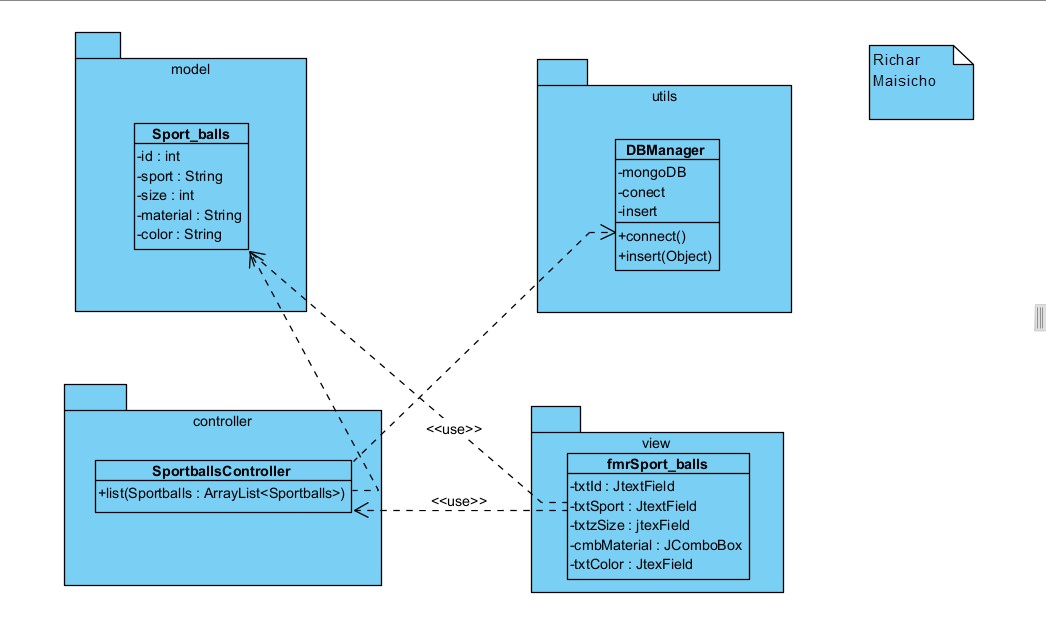 model
Sport_balls
-id : int
-sport : String
-size : int
-material : String
-color : String
utils
DBManager
-mongoDB
-conect
-insert
+connect()
+insert(Object)
Richar
Maisicho
controller
SportballsController
+list(Sportballs : ArrayList<Sportballs>)
<<use>>
<<use>>
view
fmrSport_balls
-txtId : JtextField
-txtSport : JtextField
-txtzSize : jtexField
-cmbMaterial : JComboBox
-txtColor : JtexField